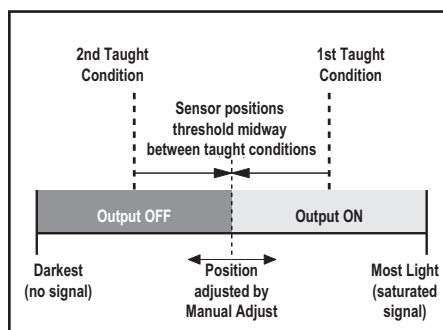 2nd Taught
Condition
1st Taught
Condition
Sensor positions
threshold midway
between taught conditions
Output OFF
Output ON
Darkest
(no signal)
Position
adjusted by
Manual Adjust
Most Light
(saturated
signal)